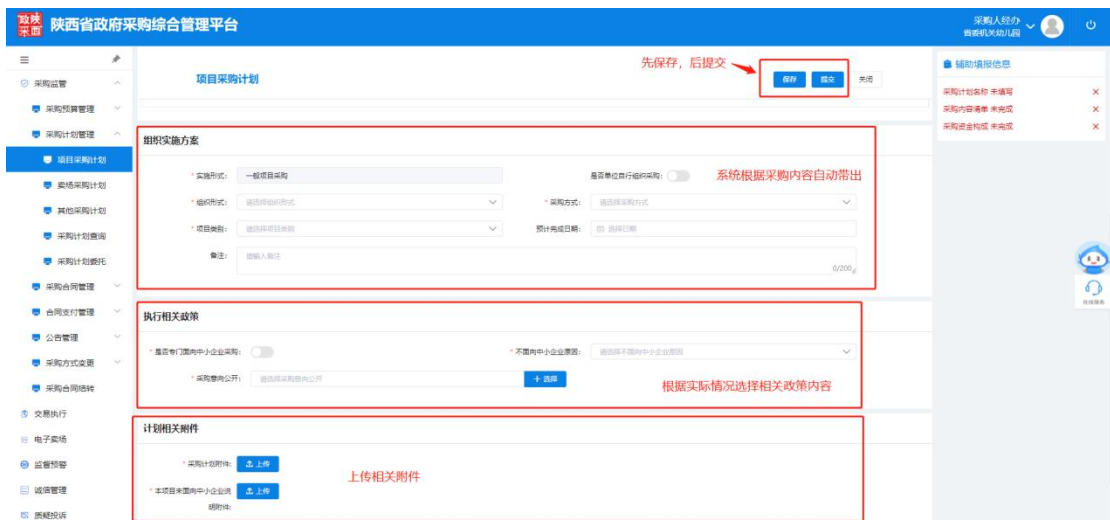 政陕
采西
陕西省政府采购综合管理平台
采购人经办
省委机关幼儿园
采购监管
采购预算管理
采购计划管理
项目采购计划
卖场采购计划
其他采购计划
采购计划查询
采购计划委托
采购合同管理
合同支付管理
公告管理
采购方式变更
采购合同结转
交易执行
电子卖场
监管预警
诚信管理
质疑投诉
项目采购计划
先保存，后提交
保存
提交
关闭
组织实施方案
* 实施形式： 一般项目采购
是否单位自行组织采购：
系统根据采购内容自动带出
* 组织形式： 请选择组织形式
* 采购方式： 请选择采购方式
* 项目类别： 请选择项目类别
预计完成日期： 选择日期
备注： 请输入备注
0/200
执行相关政策
* 是否专门面向中小企业采购：
* 不面向中小企业原因： 请选择不面向中小企业原因
* 采购意向公开： 请选择采购意向公开
+ 选择
根据实际情况选择相关政策内容
计划相关附件
* 采购计划附件： 上传
上传相关附件
* 本项目未面向中小企业说
明附件：
上传
辅助填报信息
采购计划名称 未填写 ×
采购内容清单 未完成 ×
采购资金构成 未完成 ×
在线服务